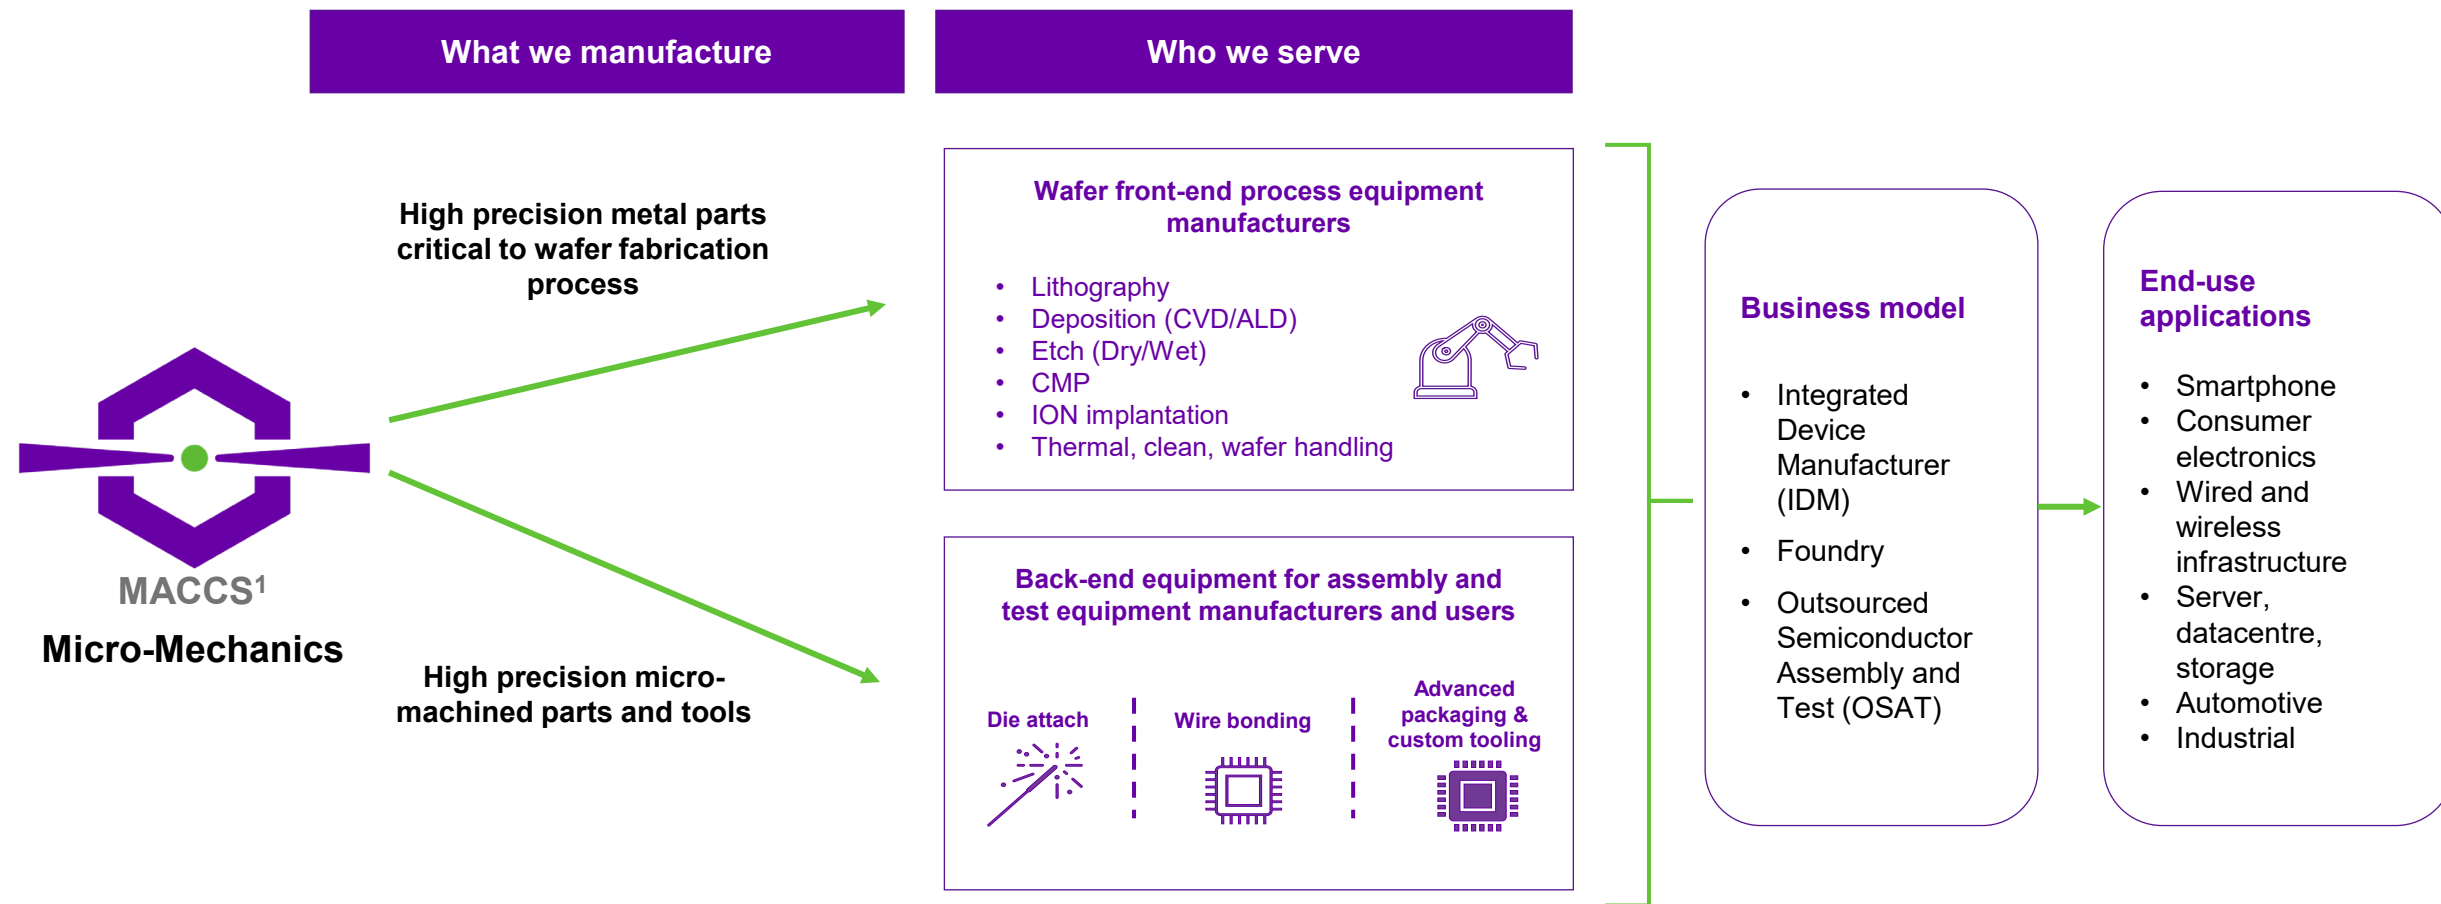 What we manufacture
Who we serve
MACCS¹
Micro-Mechanics
High precision metal parts
critical to wafer fabrication
process
High precision micro-
machined parts and tools
Wafer front-end process equipment
manufacturers
• Lithography
• Deposition (CVD/ALD)
• Etch (Dry/Wet)
• CMP
• ION implantation
• Thermal, clean, wafer handling
Back-end equipment for assembly and
test equipment manufacturers and users
Die attach
Wire bonding
Advanced
packaging &
custom tooling
Business model
• Integrated
Device
Manufacturer
(IDM)
• Foundry
• Outsourced
Semiconductor
Assembly and
Test (OSAT)
End-use
applications
• Smartphone
• Consumer
electronics
• Wired and
wireless
infrastructure
• Server,
datacentre,
storage
• Automotive
• Industrial